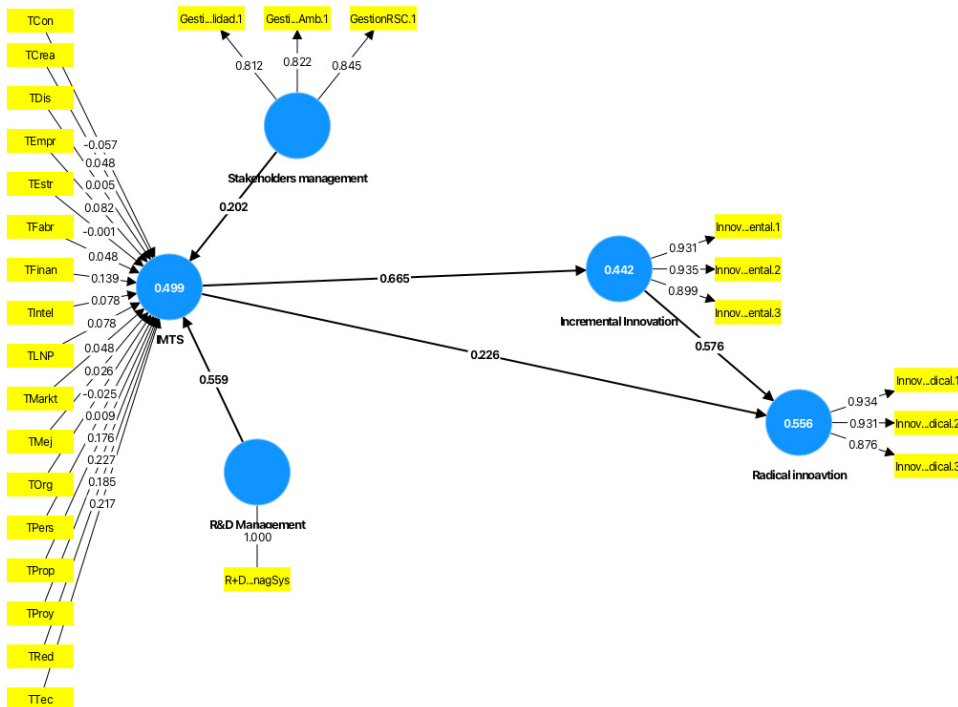 TCon
TCrea
TDis
TEmpr
TEstr
TFabr
TFinan
TIntel
TLNP
TMarkt
TMej
TOrg
TPers
TProp
TProy
TRed
TTec
-0.057
0.048
0.005
0.082
-0.001
0.048
0.139
0.078
0.078
0.048
0.026
-0.025
0.009
0.176
0.227
0.185
0.217
Gesti...lidad.1
Gesti...Amb.1
GestionRSC.1
0.812
0.822
0.845
Stakeholders management
0.202
0.499
IMTS
0.559
R&D Management
1.000
R+D...nagSys
0.665
0.226
0.442
Incremental Innovation
0.931
0.935
0.899
Innov...ental.1
Innov...ental.2
Innov...ental.3
0.576
0.556
Radical innoavtion
0.934
0.931
0.876
Innov...dical.1
Innov...dical.2
Innov...dical.3